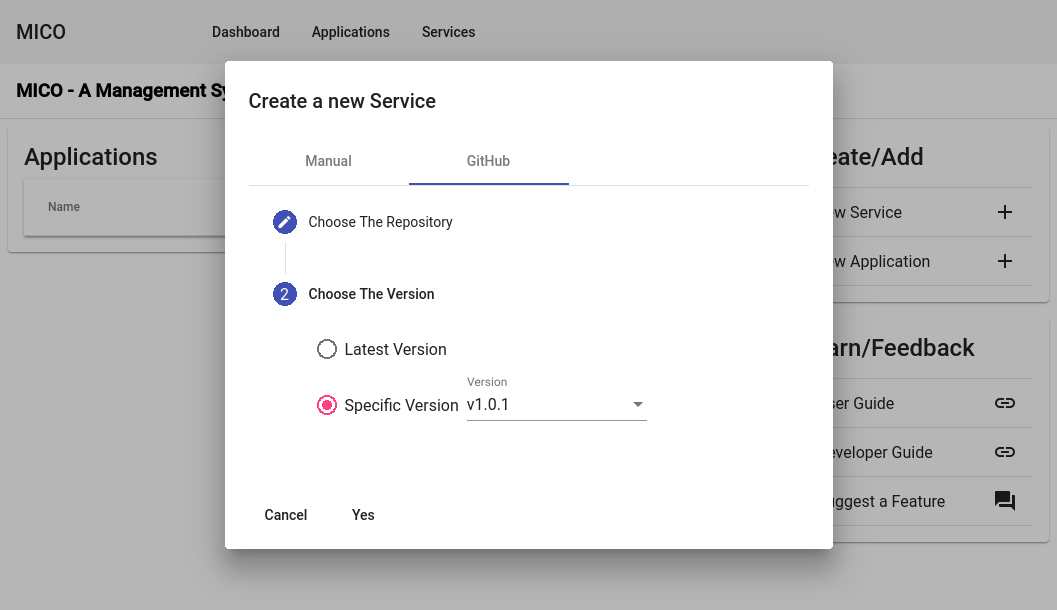 MICO
Dashboard Applications Services
MICO - A Management Sy
Applications
Name
Create a new Service
Manual GitHub
Choose The Repository
2 Choose The Version
Latest Version
Specific Version
Version
v1.0.1
Cancel Yes
eate/Add
w Service
w Application
arn/Feedback
ser Guide
eveloper Guide
ggest a Feature